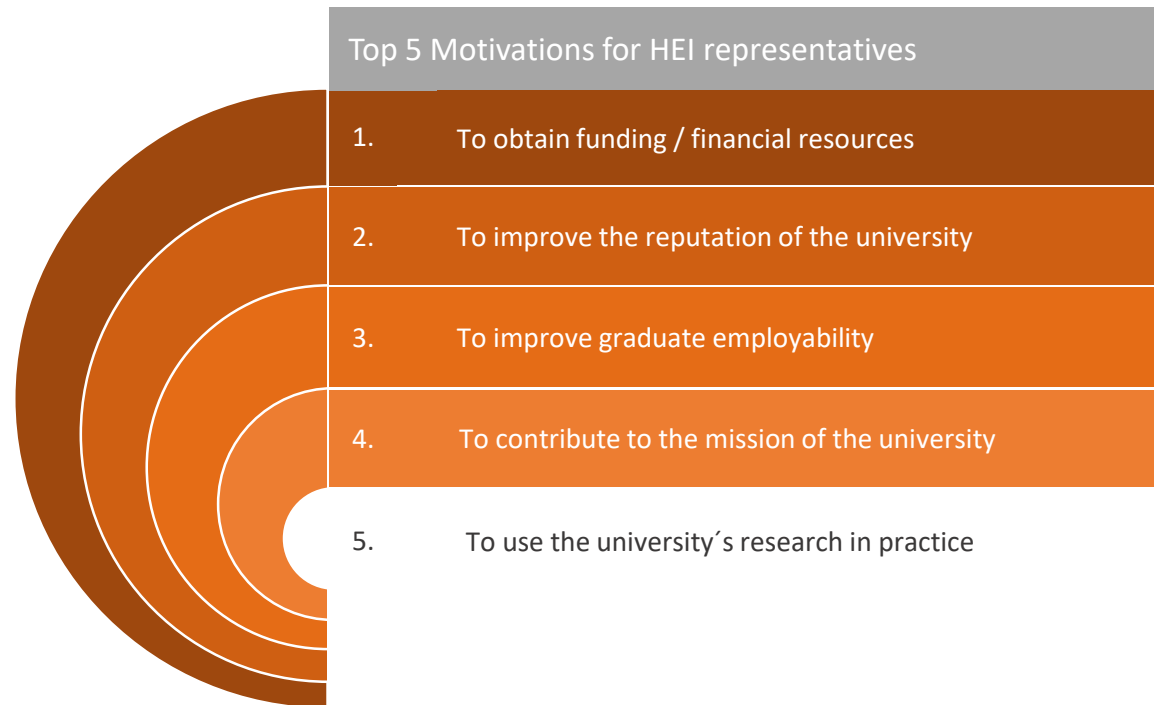 Top 5 Motivations for HEI representatives
1. To obtain funding / financial resources
2. To improve the reputation of the university
3. To improve graduate employability
4. To contribute to the mission of the university
5. To use the university´s research in practice